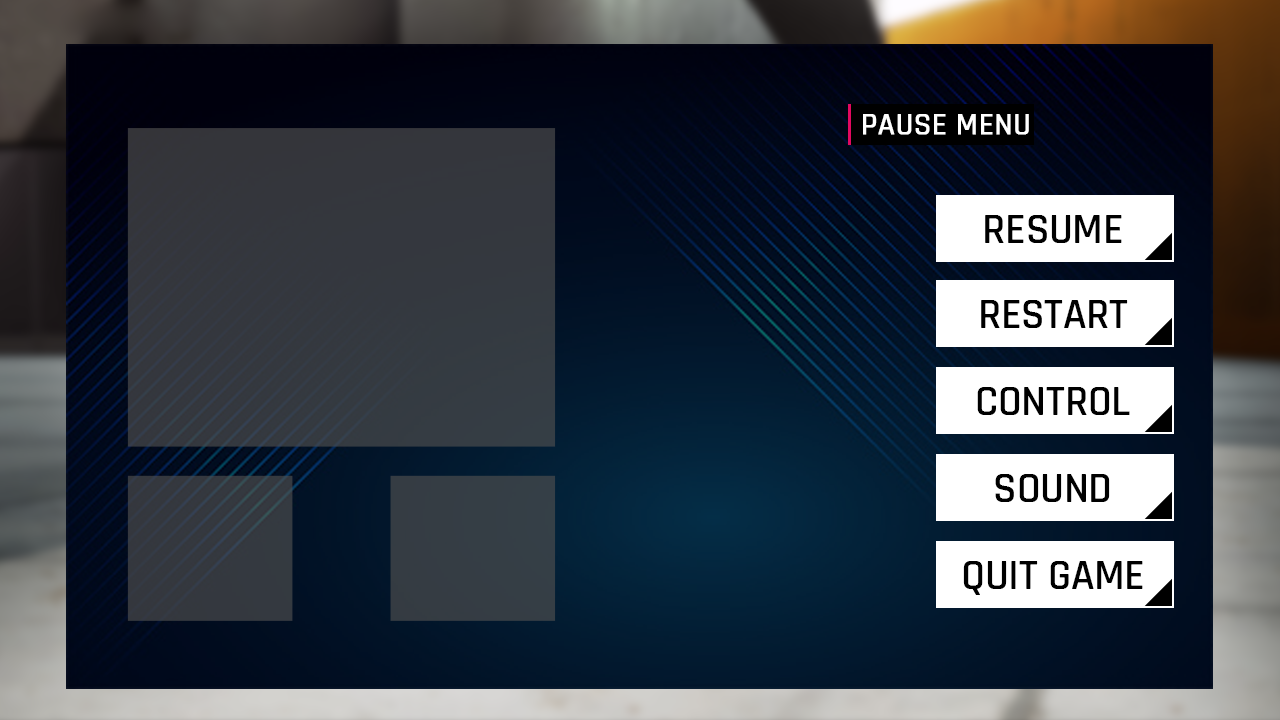 PAUSE MENU
RESUME
RESTART
CONTROL
SOUND
QUIT GAME